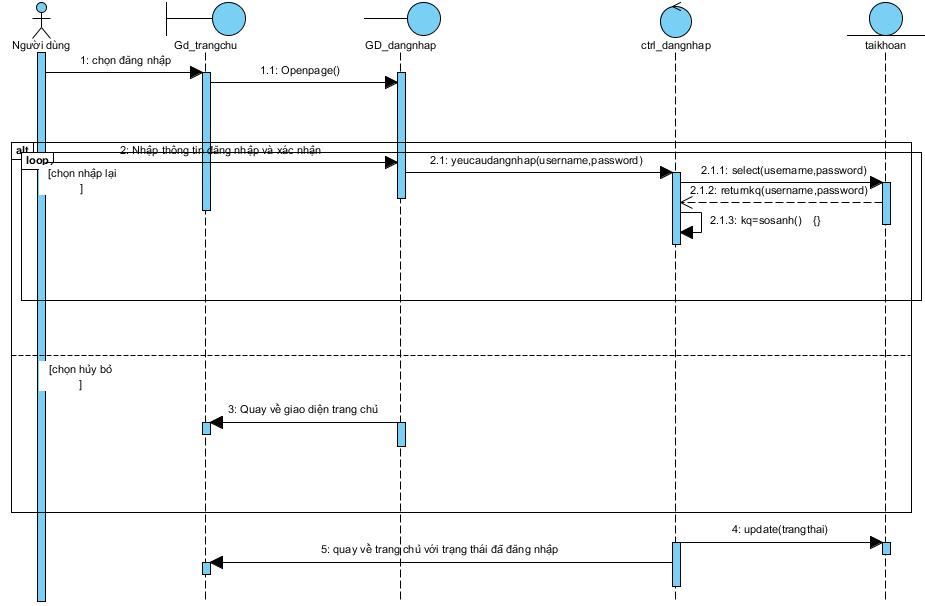 Người dùng
Gd_trangchu
GD_dangnhap
ctrl_dangnhap
taikhoan
1: chọn đăng nhập
1.1: Openpage()
alt
loop
2: Nhập thông tin đăng nhập và xác nhận
[chọn nhập lại
]
2.1: yeucaudangnhap(username,password)
2.1.1: select(username,password)
2.1.2: returnkq(username,password)
2.1.3: kq=sosanh() {}
[chọn hủy bỏ
]
3: Quay về giao diện trang chủ
4: update(trangthai)
5: quay về trang chủ với trạng thái đã đăng nhập